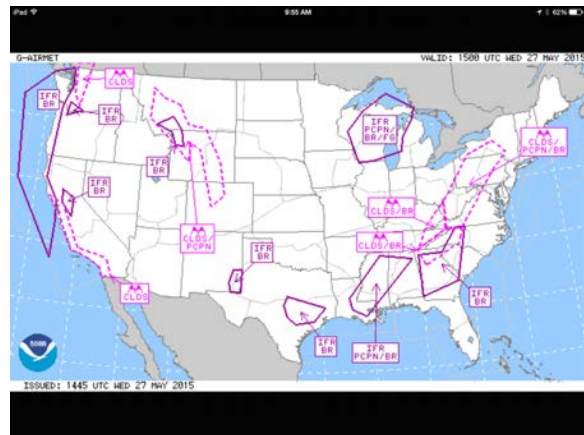 iPad
9:55 AM
62%
G-AIRMET
VALID: 1500 UTC WED 27 MAY 2015
CLDS
IFR
BR
IFR
BR
IFR
PCPN/
BR/FG
CLDS/
PCPN/BR
IFR
BR
IFR
BR
CLDS/BR
CLDS
PCPN
CLDS/BR
IFR
BR
CLDS
IFR
BR
IFR
BR
IFR
PCPN/BR
NOAA
ISSUED: 1445 UTC WED 27 MAY 2015